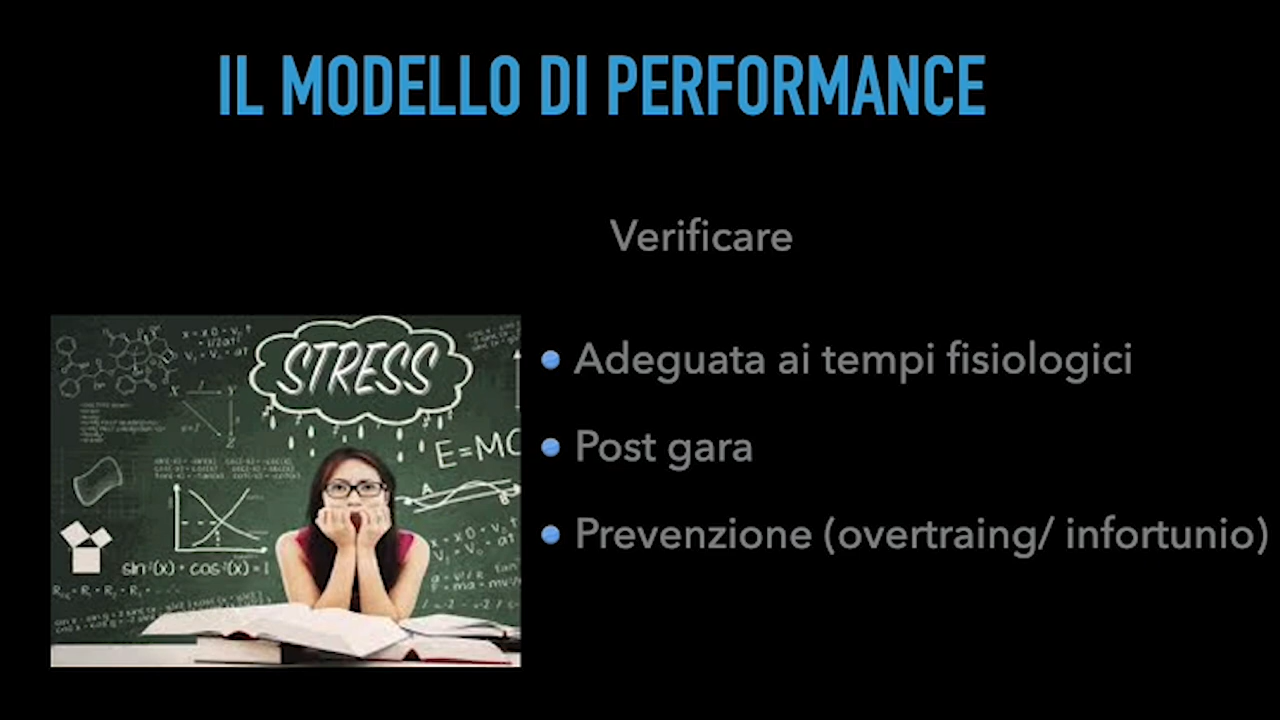 IL MODELLO DI PERFORMANCE
Verificare
STRESS
E=MC
sin²(x) + cos²(x) = 1
Adeguata ai tempi fisiologici
Post gara
Prevenzione (overtraing/ infortunio)